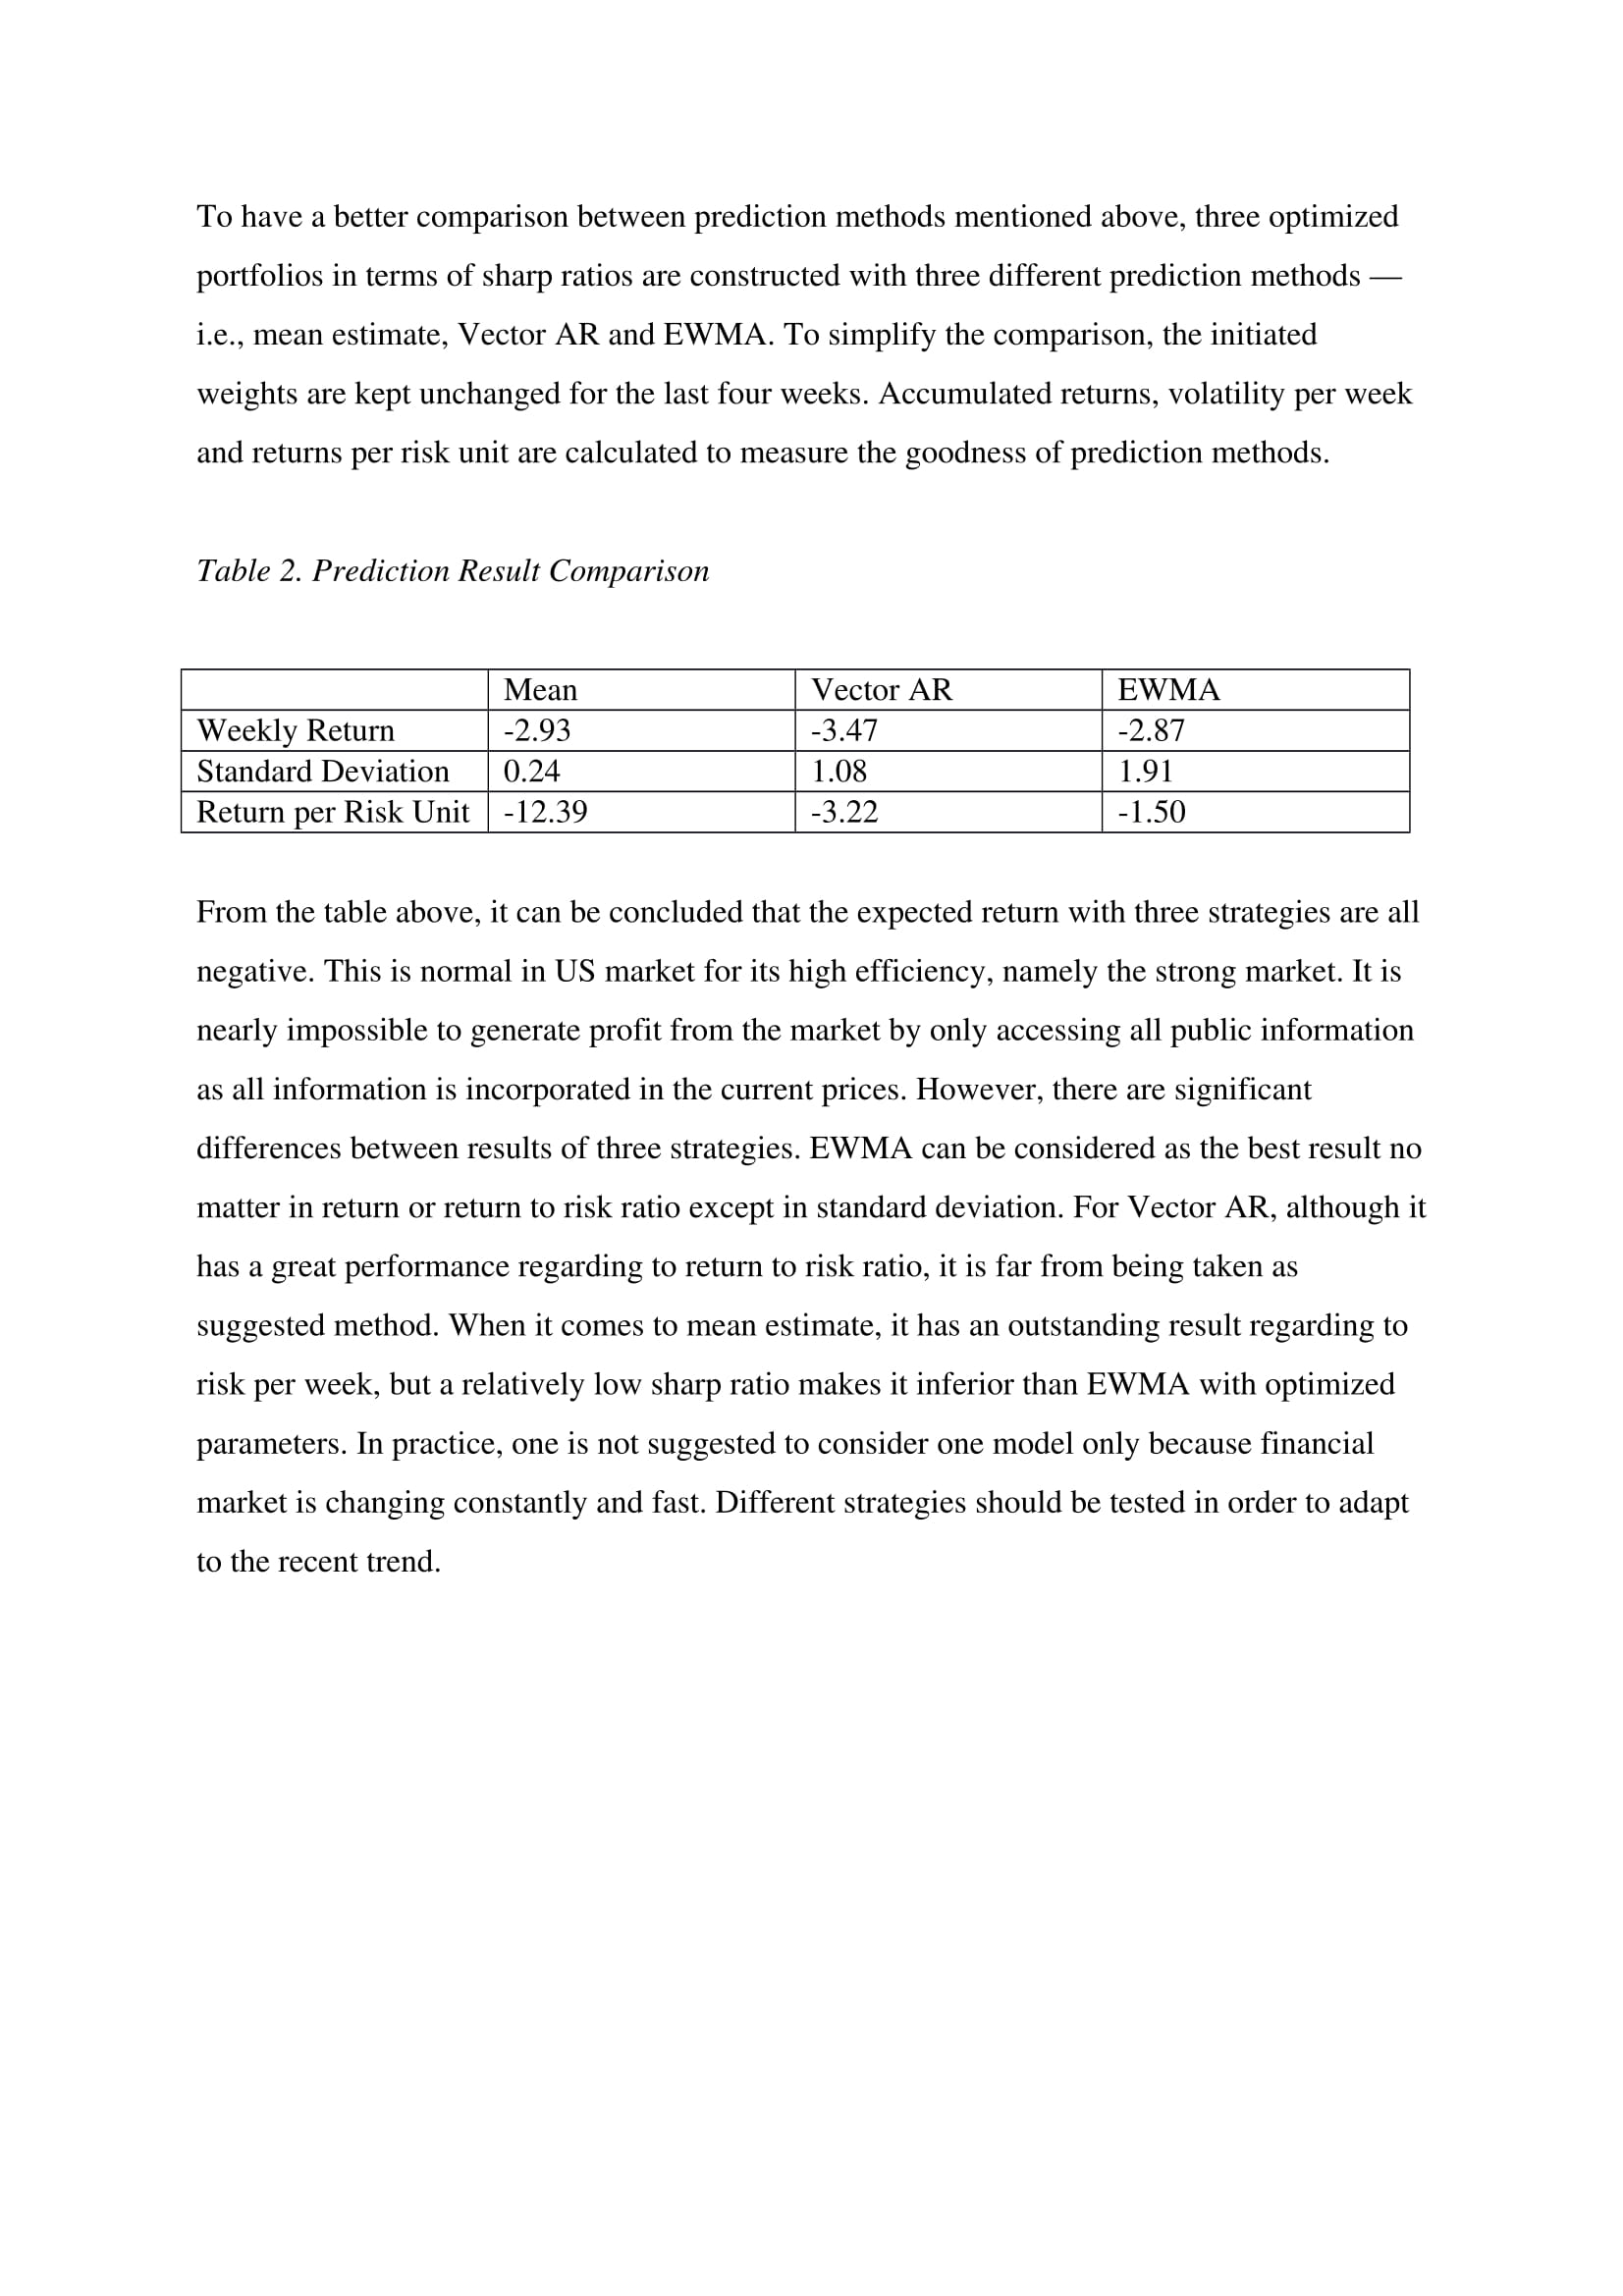 To have a better comparison between prediction methods mentioned above, three optimized
portfolios in terms of sharp ratios are constructed with three different prediction methods —
i.e., mean estimate, Vector AR and EWMA. To simplify the comparison, the initiated
weights are kept unchanged for the last four weeks. Accumulated returns, volatility per week
and returns per risk unit are calculated to measure the goodness of prediction methods.
Table 2. Prediction Result Comparison
Mean Vector AR EWMA
Weekly Return -2.93 -3.47 -2.87
Standard Deviation 0.24 1.08 1.91
Return per Risk Unit -12.39 -3.22 -1.50
From the table above, it can be concluded that the expected return with three strategies are all
negative. This is normal in US market for its high efficiency, namely the strong market. It is
nearly impossible to generate profit from the market by only accessing all public information
as all information is incorporated in the current prices. However, there are significant
differences between results of three strategies. EWMA can be considered as the best result no
matter in return or return to risk ratio except in standard deviation. For Vector AR, although it
has a great performance regarding to return to risk ratio, it is far from being taken as
suggested method. When it comes to mean estimate, it has an outstanding result regarding to
risk per week, but a relatively low sharp ratio makes it inferior than EWMA with optimized
parameters. In practice, one is not suggested to consider one model only because financial
market is changing constantly and fast. Different strategies should be tested in order to adapt
to the recent trend.